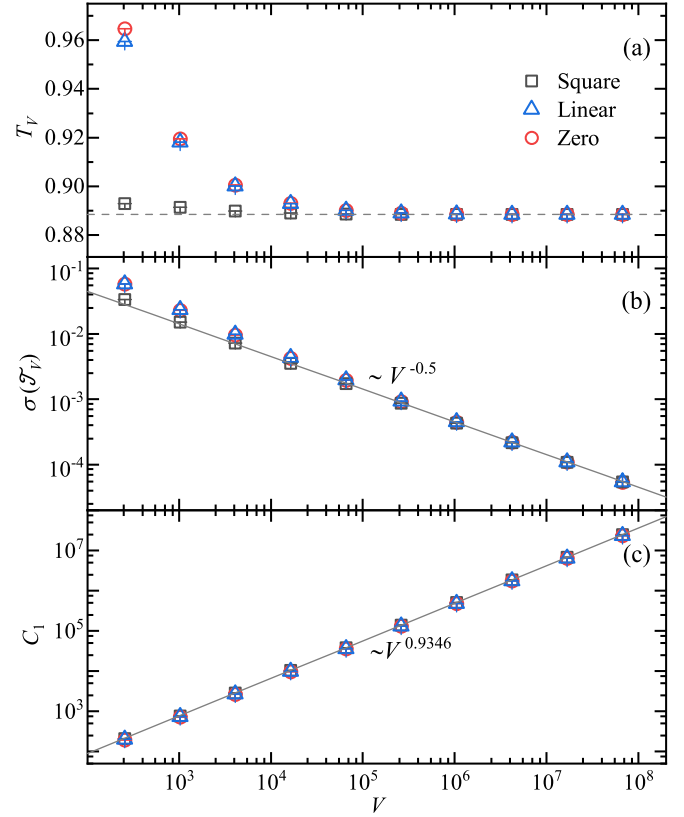 0.96
0.94
0.92
0.90
0.88
T_V
(a)
Square
Linear
Zero
10^-1
10^-2
10^-3
10^-4
σ(𝒯_V)
(b)
~ V^-0.5
10^7
10^5
10^3
C_1
(c)
~V^0.9346
10^3 10^4 10^5 10^6 10^7 10^8
V